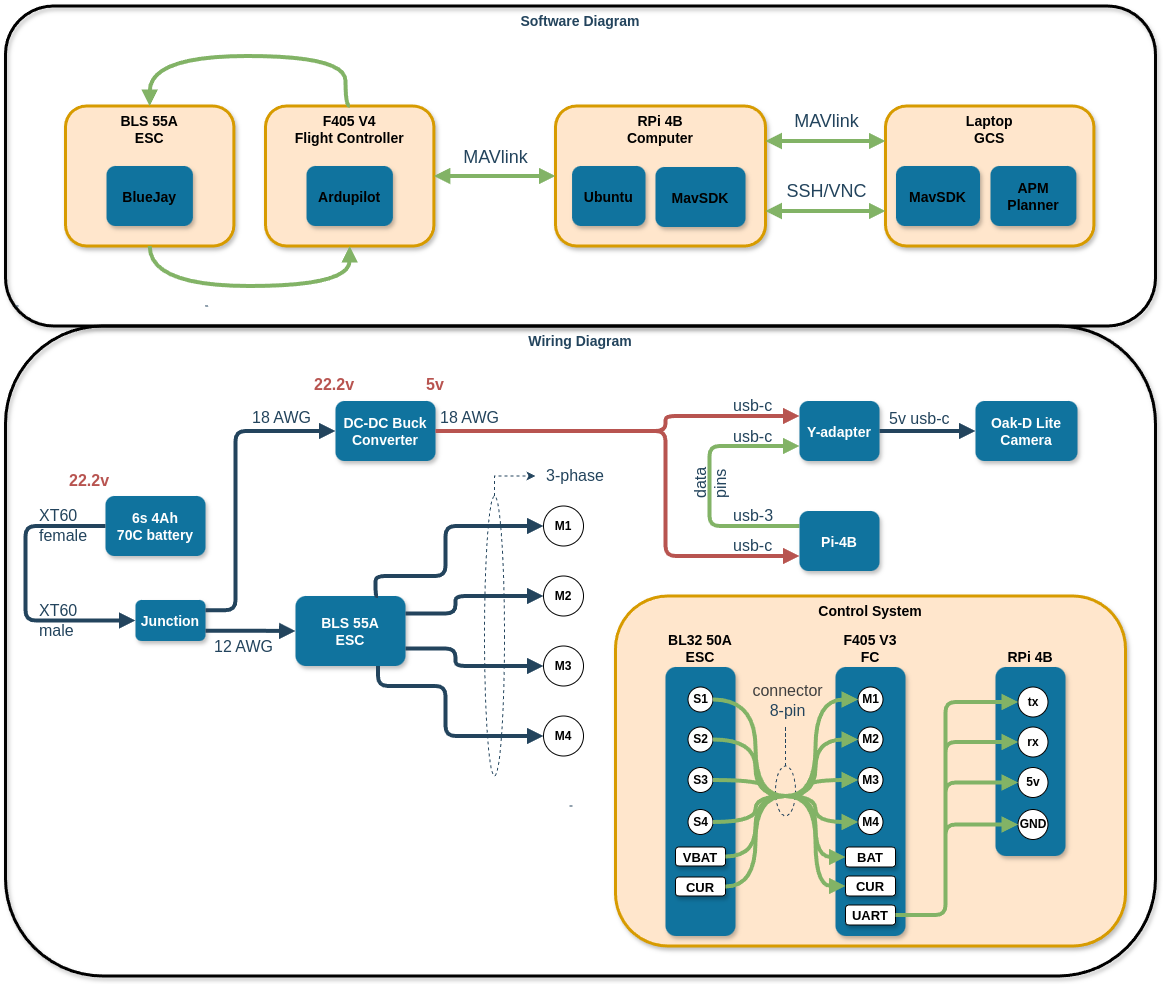 Software Diagram
BLS 55A
ESC
BlueJay
F405 V4
Flight Controller
Ardupilot
MAVlink
RPi 4B
Computer
Ubuntu
MavSDK
MAVlink
SSH/VNC
Laptop
GCS
MavSDK
APM
Planner
Wiring Diagram
22.2v
5v
18 AWG
DC-DC Buck
Converter
18 AWG
usb-c
usb-c
Y-adapter
5v usb-c
Oak-D Lite
Camera
data
pins
usb-3
usb-c
Pi-4B
22.2v
XT60
female
6s 4Ah
70C battery
XT60
male
Junction
12 AWG
BLS 55A
ESC
3-phase
M1
M2
M3
M4
Control System
BL32 50A
ESC
S1
S2
S3
S4
VBAT
CUR
connector
8-pin
F405 V3
FC
M1
M2
M3
M4
BAT
CUR
UART
RPi 4B
tx
rx
5v
GND